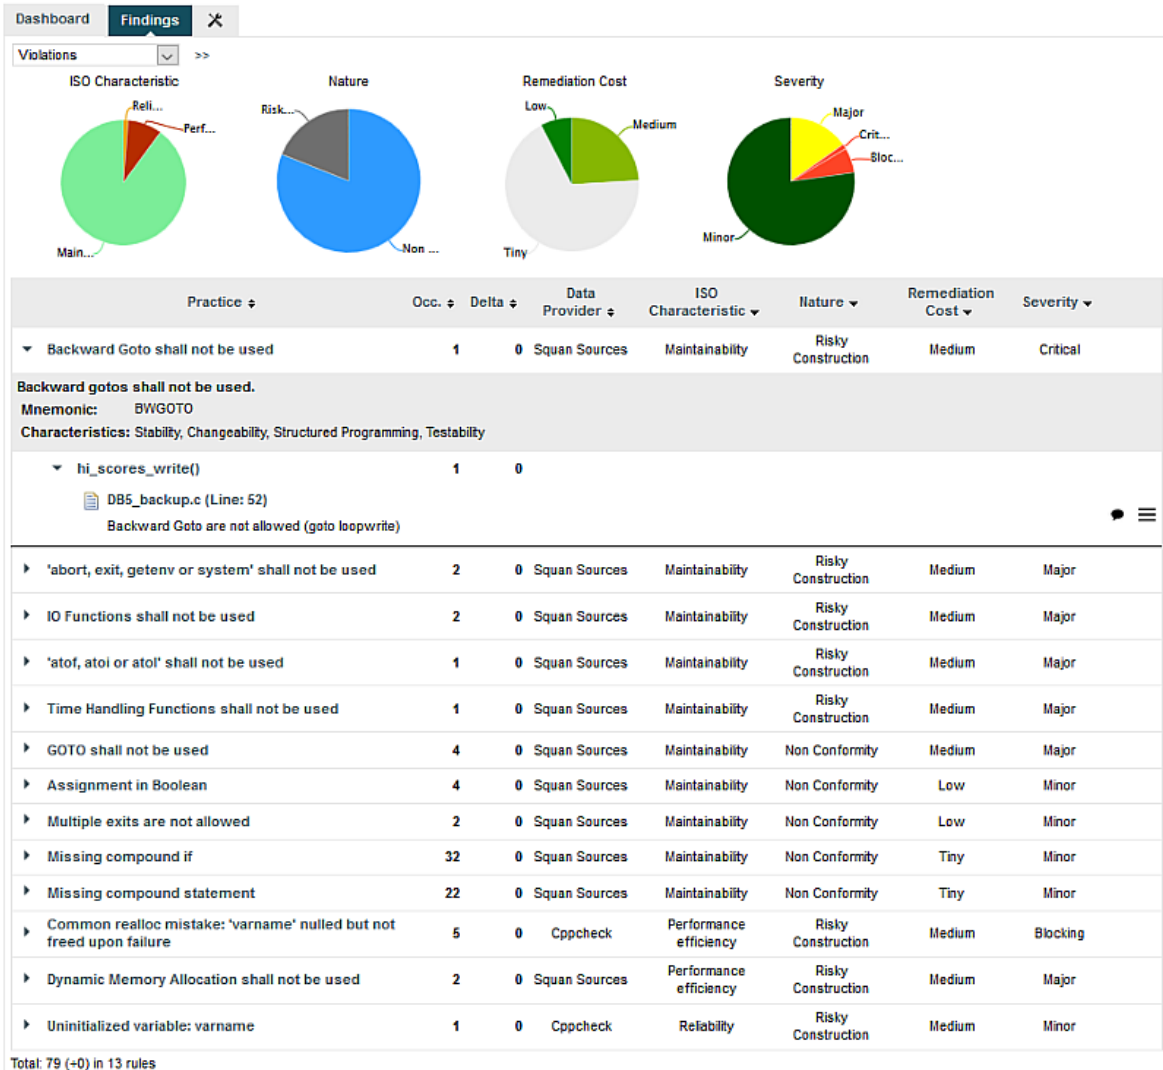 Dashboard Findings
Violations >>
ISO Characteristic Nature Remediation Cost Severity
Reli...
Perf...
Main...
Risk...
Non ...
Low
Medium
Tiny
Major
Crit...
Bloc...
Minor
Practice Occ. Delta Data Provider ISO Characteristic Nature Remediation Cost Severity
Backward Goto shall not be used 1 0 Squan Sources Maintainability Risky Construction Medium Critical
Backward gotos shall not be used.
Mnemonic: BWGOTO
Characteristics: Stability, Changeability, Structured Programming, Testability
hi_scores_write() 1 0
DB5_backup.c (Line: 52)
Backward Goto are not allowed (goto loopwrite)
'abort, exit, getenv or system' shall not be used 2 0 Squan Sources Maintainability Risky Construction Medium Major
IO Functions shall not be used 2 0 Squan Sources Maintainability Risky Construction Medium Major
'atof, atoi or atol' shall not be used 1 0 Squan Sources Maintainability Risky Construction Medium Major
Time Handling Functions shall not be used 1 0 Squan Sources Maintainability Risky Construction Medium Major
GOTO shall not be used 4 0 Squan Sources Maintainability Non Conformity Medium Major
Assignment in Boolean 4 0 Squan Sources Maintainability Non Conformity Low Minor
Multiple exits are not allowed 2 0 Squan Sources Maintainability Non Conformity Low Minor
Missing compound if 32 0 Squan Sources Maintainability Non Conformity Tiny Minor
Missing compound statement 22 0 Squan Sources Maintainability Non Conformity Tiny Minor
Common realloc mistake: 'varname' nulled but not freed upon failure 5 0 Cppcheck Performance efficiency Risky Construction Medium Blocking
Dynamic Memory Allocation shall not be used 2 0 Squan Sources Performance efficiency Risky Construction Medium Major
Uninitialized variable: varname 1 0 Cppcheck Reliability Risky Construction Medium Minor
Total: 79 (+0) in 13 rules